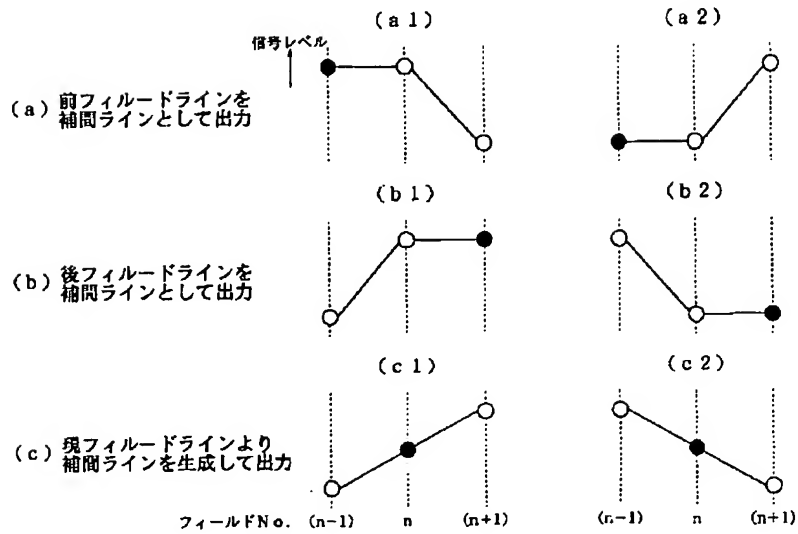 (a1) (a2)
信号レベル
(a) 前フィルードラインを
補間ラインとして出力
(b1) (b2)
(b) 後フィルードラインを
補間ラインとして出力
(c1) (c2)
(c) 現フィルードラインより
補間ラインを生成して出力
フィールドNo. (n-1) n (n+1) (n-1) n (n+1)